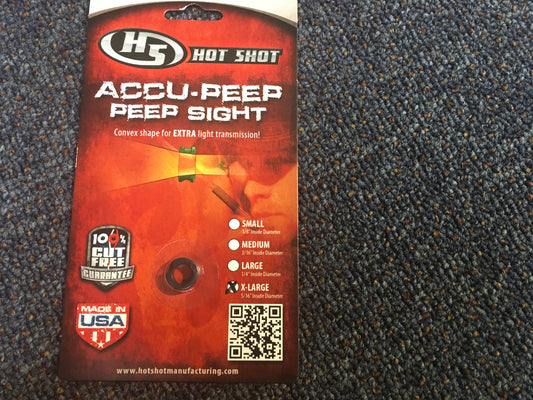 HS HOT SHOT
ACCU-PEEP
PEEP SIGHT
Convex shape for EXTRA light transmission!
SMALL
1/8" Inside Diameter
MEDIUM
3/16" Inside Diameter
LARGE
1/4" Inside Diameter
X-LARGE
5/16" Inside Diameter
100%
CUT
FREE
GUARANTEE
MADE IN
USA
www.hotshotmanufacturing.com